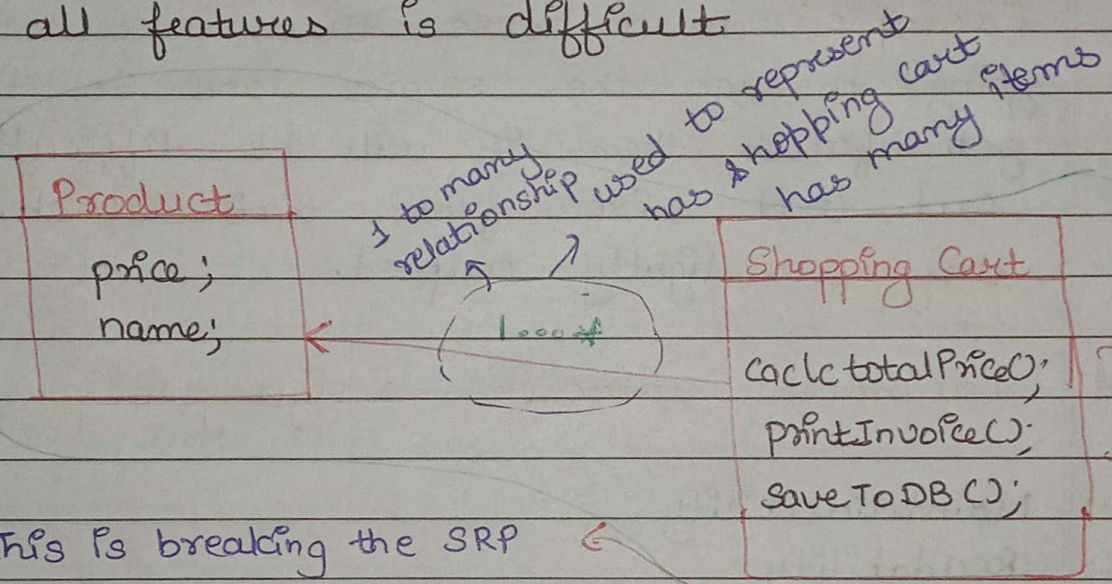 all features is difficult
1 to many
relationship used to represent
has shopping cart
has many items
Product
price;
name;
1...*
Shopping Cart
caclc totalPrice();
printInvoice();
SaveToDB();
This is breaking the SRP